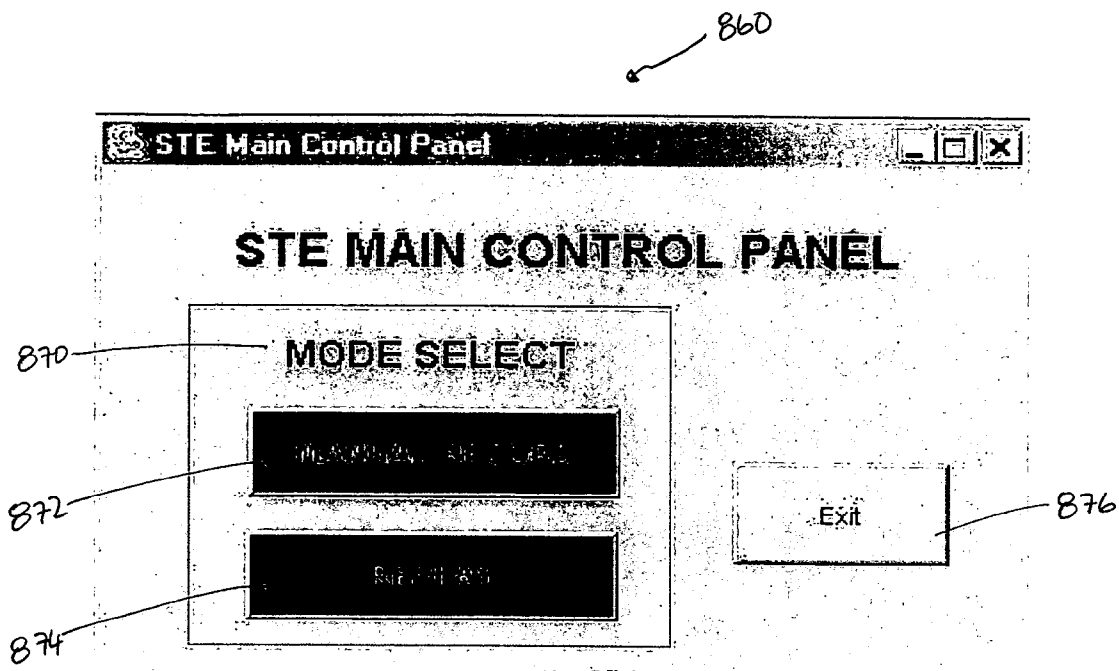 860
STE Main Control Panel
STE MAIN CONTROL PANEL
870
MODE SELECT
872
Exit
876
874